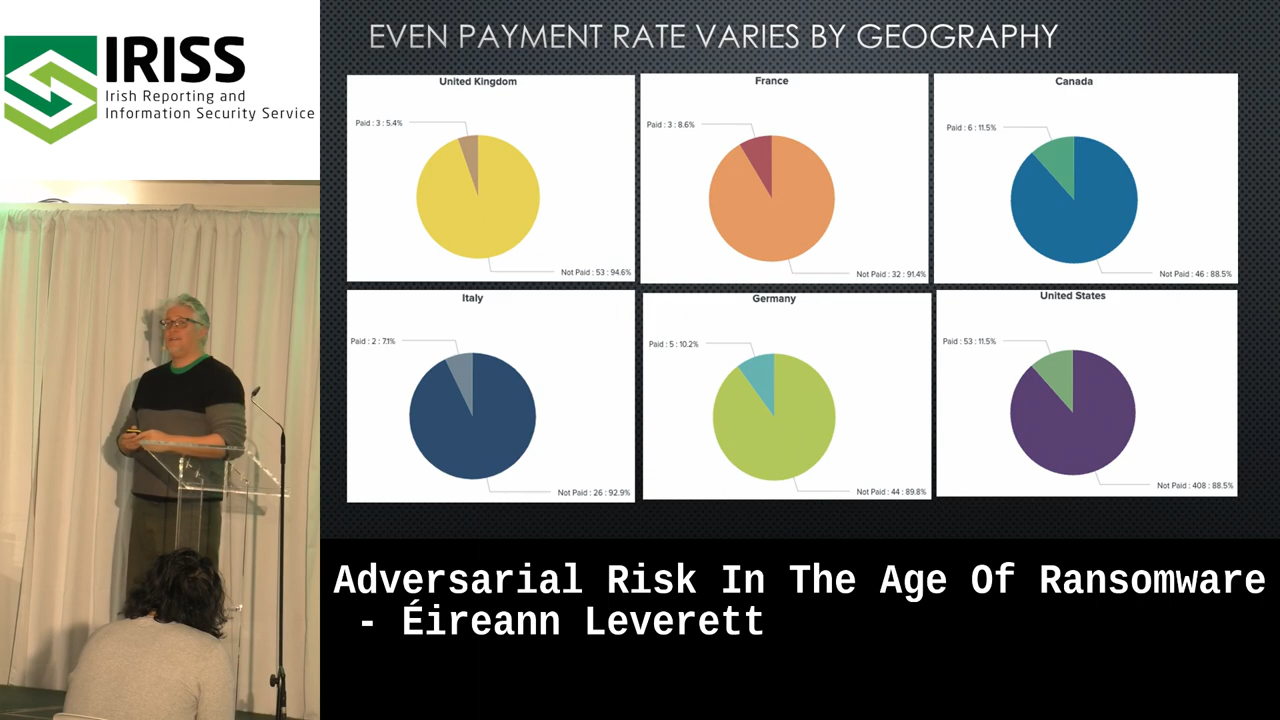 IRISS
Irish Reporting and
Information Security Service
EVEN PAYMENT RATE VARIES BY GEOGRAPHY
United Kingdom
Paid : 3 : 5.4%
Not Paid : 53 : 94.6%
France
Paid : 3 : 8.6%
Not Paid : 32 : 91.4%
Canada
Paid : 6 : 11.5%
Not Paid : 46 : 88.5%
Italy
Paid : 2 : 7.1%
Not Paid : 26 : 92.9%
Germany
Paid : 5 : 10.2%
Not Paid : 44 : 89.8%
United States
Paid : 53 : 11.5%
Not Paid : 408 : 88.5%
Adversarial Risk In The Age Of Ransomware
- Éireann Leverett